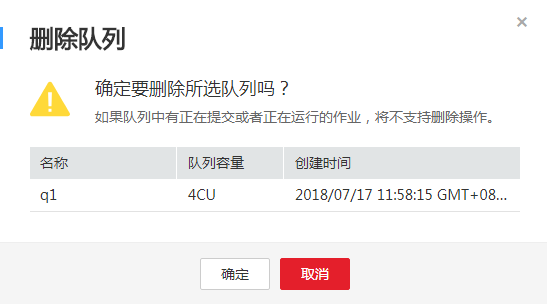 删除队列
确定要删除所选队列吗？
如果队列中有正在提交或者正在运行的作业，将不支持删除操作。
名称 队列容量 创建时间
q1 4CU 2018/07/17 11:58:15 GMT+08...
确定 取消